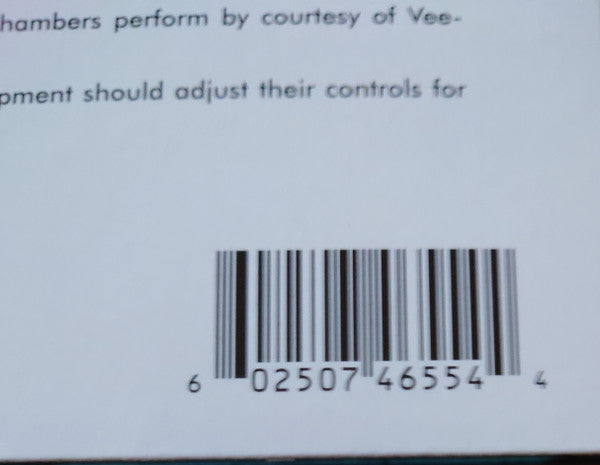 hambers perform by courtesy of Vee-
pment should adjust their controls for
6 02507 46554 4